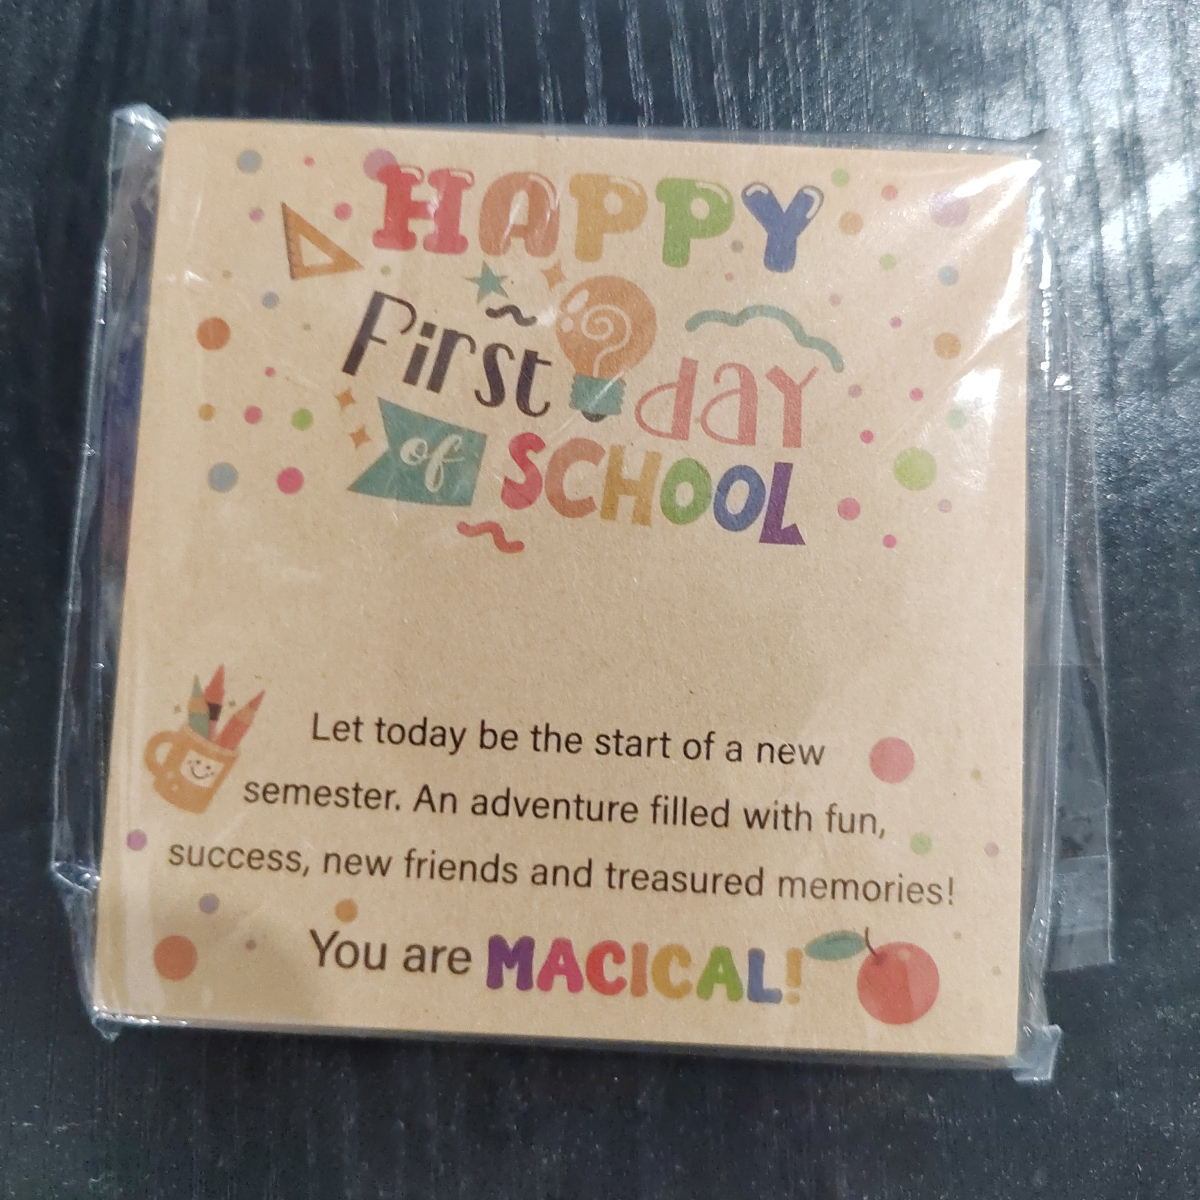 HAPPY
First day
of SCHOOL
Let today be the start of a new
semester. An adventure filled with fun,
success, new friends and treasured memories!
You are MACICAL!